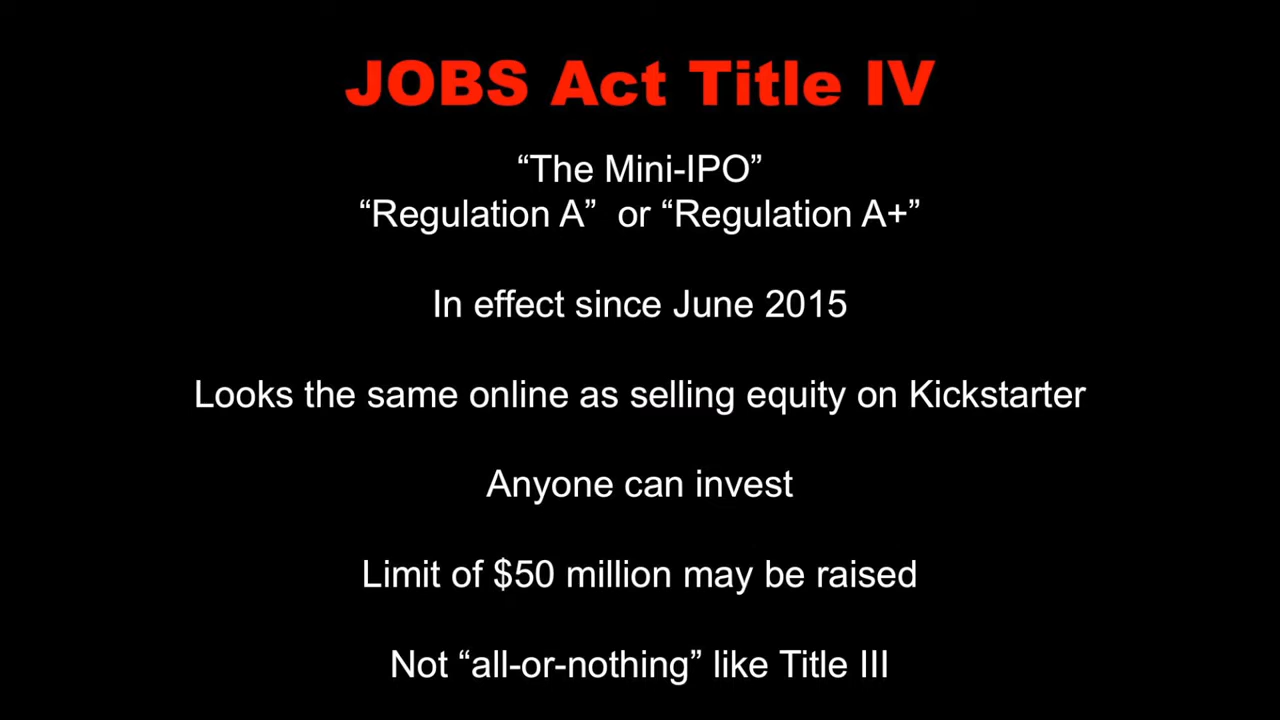 JOBS Act Title IV
“The Mini-IPO”
“Regulation A”  or “Regulation A+”
In effect since June 2015
Looks the same online as selling equity on Kickstarter
Anyone can invest
Limit of $50 million may be raised
Not “all-or-nothing” like Title III